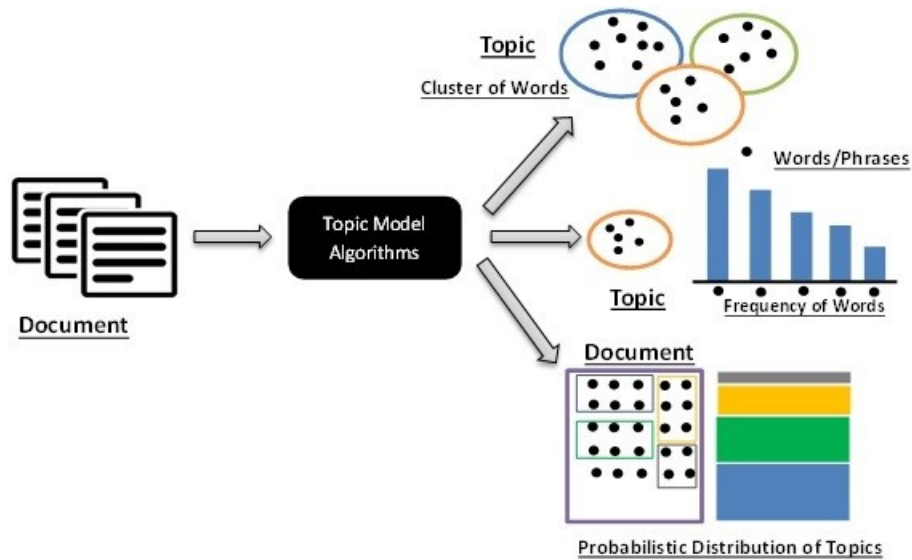 Topic
Cluster of Words
Words/Phrases
Topic Model
Algorithms
Document
Topic
Frequency of Words
Document
Probabilistic Distribution of Topics